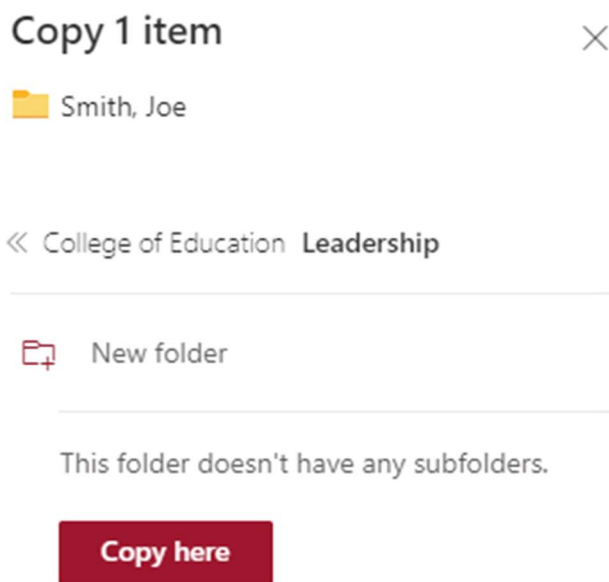 Copy 1 item
Smith, Joe
College of Education Leadership
New folder
This folder doesn't have any subfolders.
Copy here